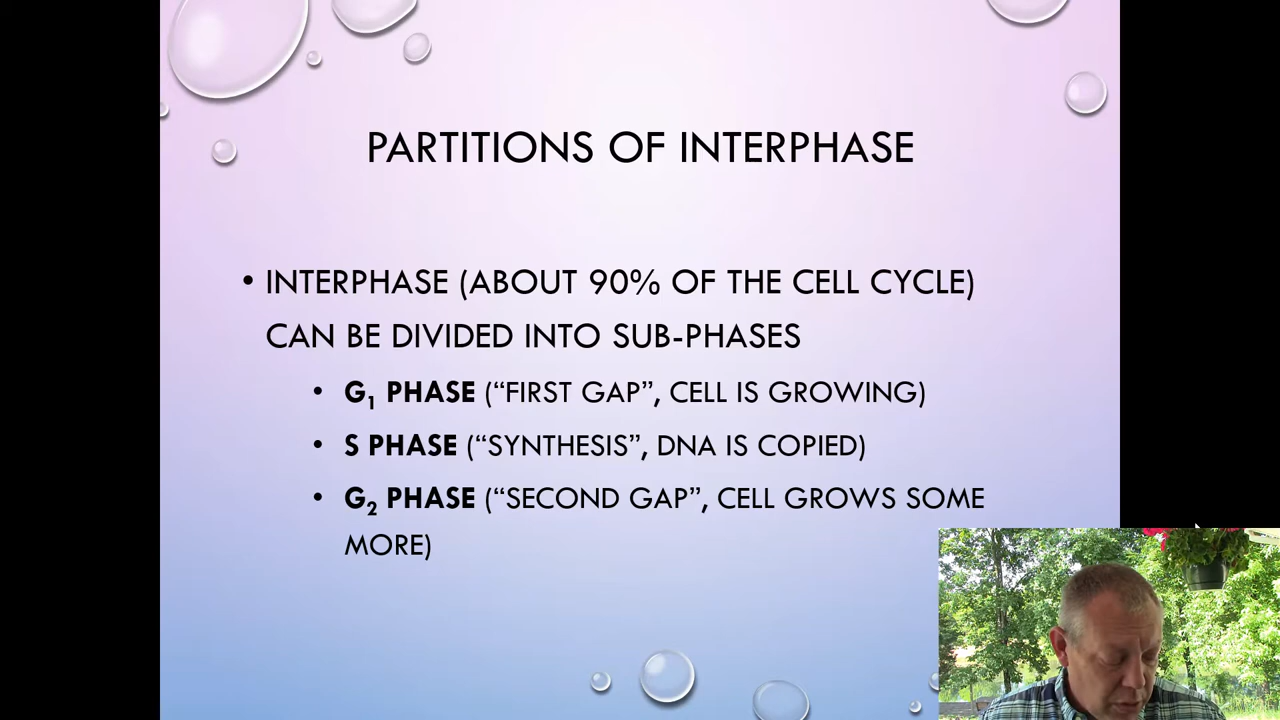 PARTITIONS OF INTERPHASE
• INTERPHASE (ABOUT 90% OF THE CELL CYCLE)
CAN BE DIVIDED INTO SUB-PHASES
• G₁ PHASE (“FIRST GAP”, CELL IS GROWING)
• S PHASE (“SYNTHESIS”, DNA IS COPIED)
• G₂ PHASE (“SECOND GAP”, CELL GROWS SOME
MORE)